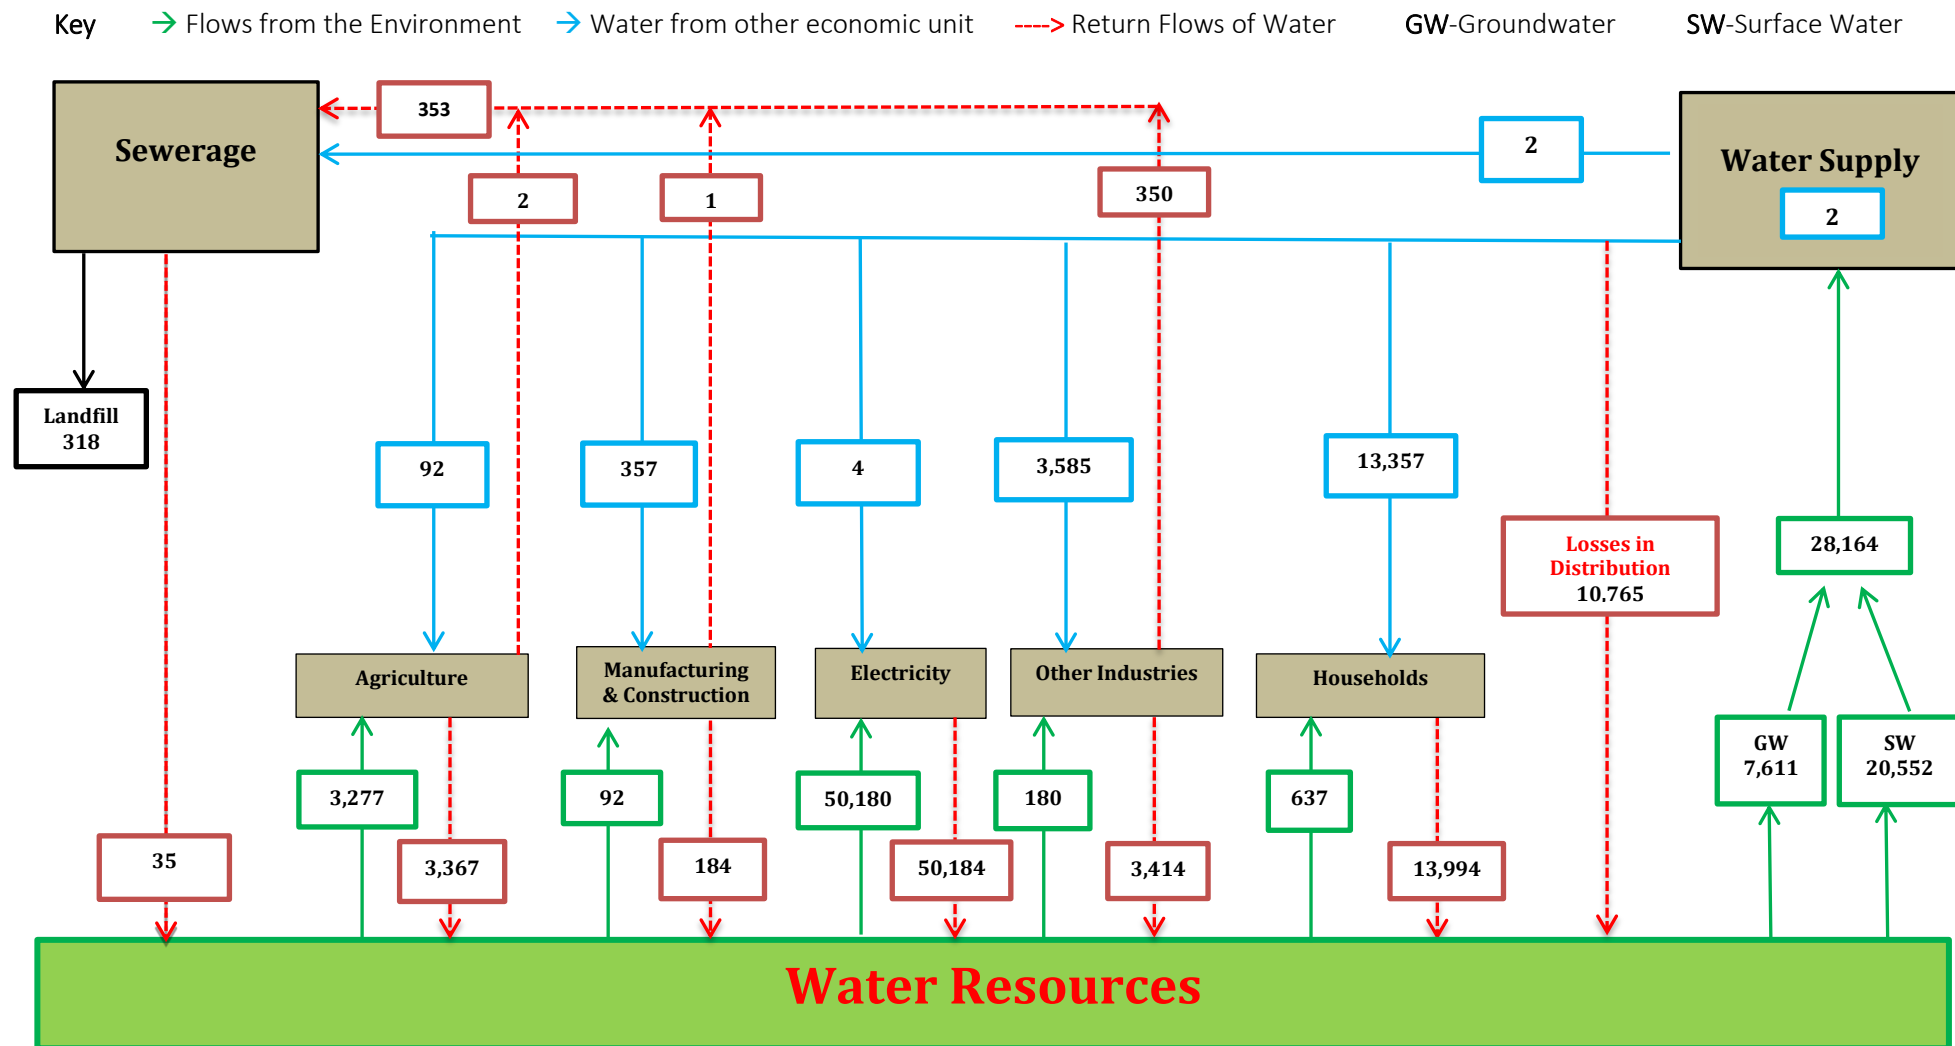 Key
Flows from the Environment
Water from other economic unit
Return Flows of Water
GW-Groundwater
SW-Surface Water
353
Sewerage
2
Water Supply
2
2
1
350
Landfill
318
92
357
4
3,585
13,357
Losses in
Distribution
10.765
28,164
Agriculture
Manufacturing
& Construction
Electricity
Other Industries
Households
GW
7,611
SW
20,552
3,277
92
50,180
180
637
35
3,367
184
50,184
3,414
13,994
Water Resources